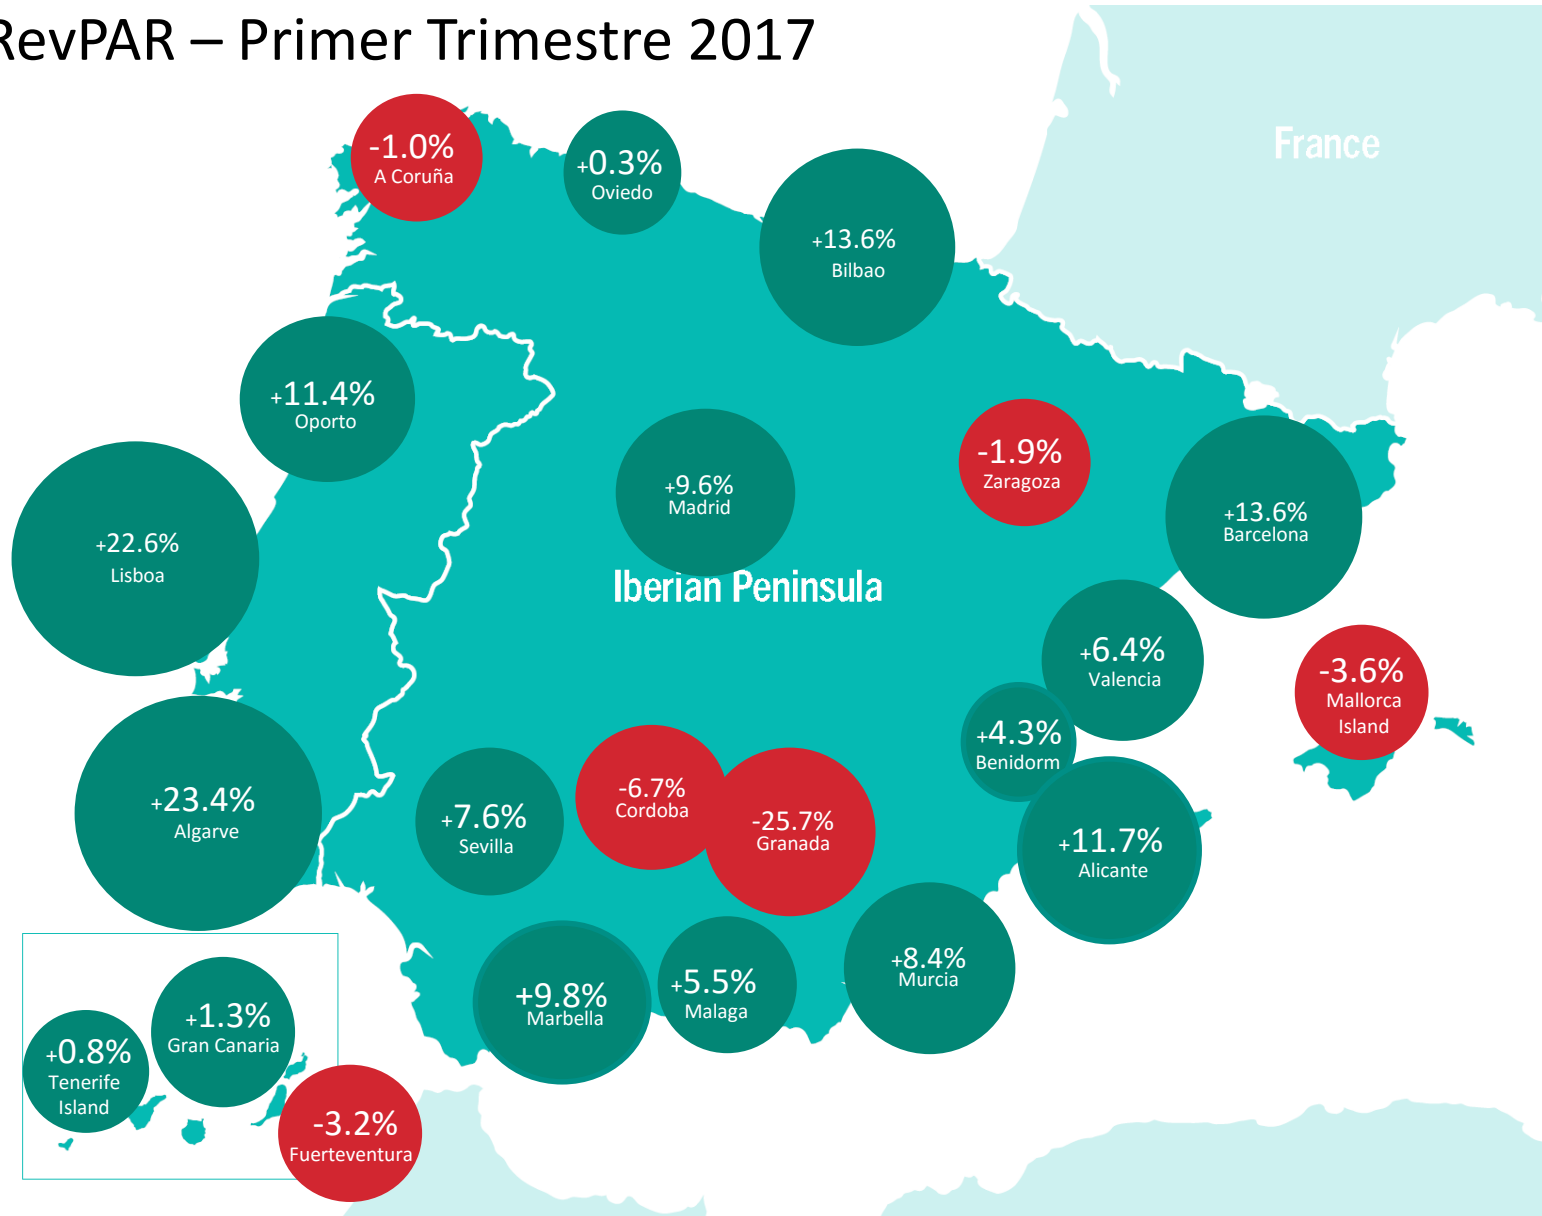 RevPAR – Primer Trimestre 2017
France
-1.0%
A Coruña
+0.3%
Oviedo
+13.6%
Bilbao
+11.4%
Oporto
+9.6%
Madrid
-1.9%
Zaragoza
+13.6%
Barcelona
+22.6%
Lisboa
Iberian Peninsula
+6.4%
Valencia
-3.6%
Mallorca
Island
+4.3%
Benidorm
+23.4%
Algarve
+7.6%
Sevilla
-6.7%
Cordoba
-25.7%
Granada
+11.7%
Alicante
+9.8%
Marbella
+5.5%
Malaga
+8.4%
Murcia
+1.3%
Gran Canaria
+0.8%
Tenerife
Island
-3.2%
Fuerteventura